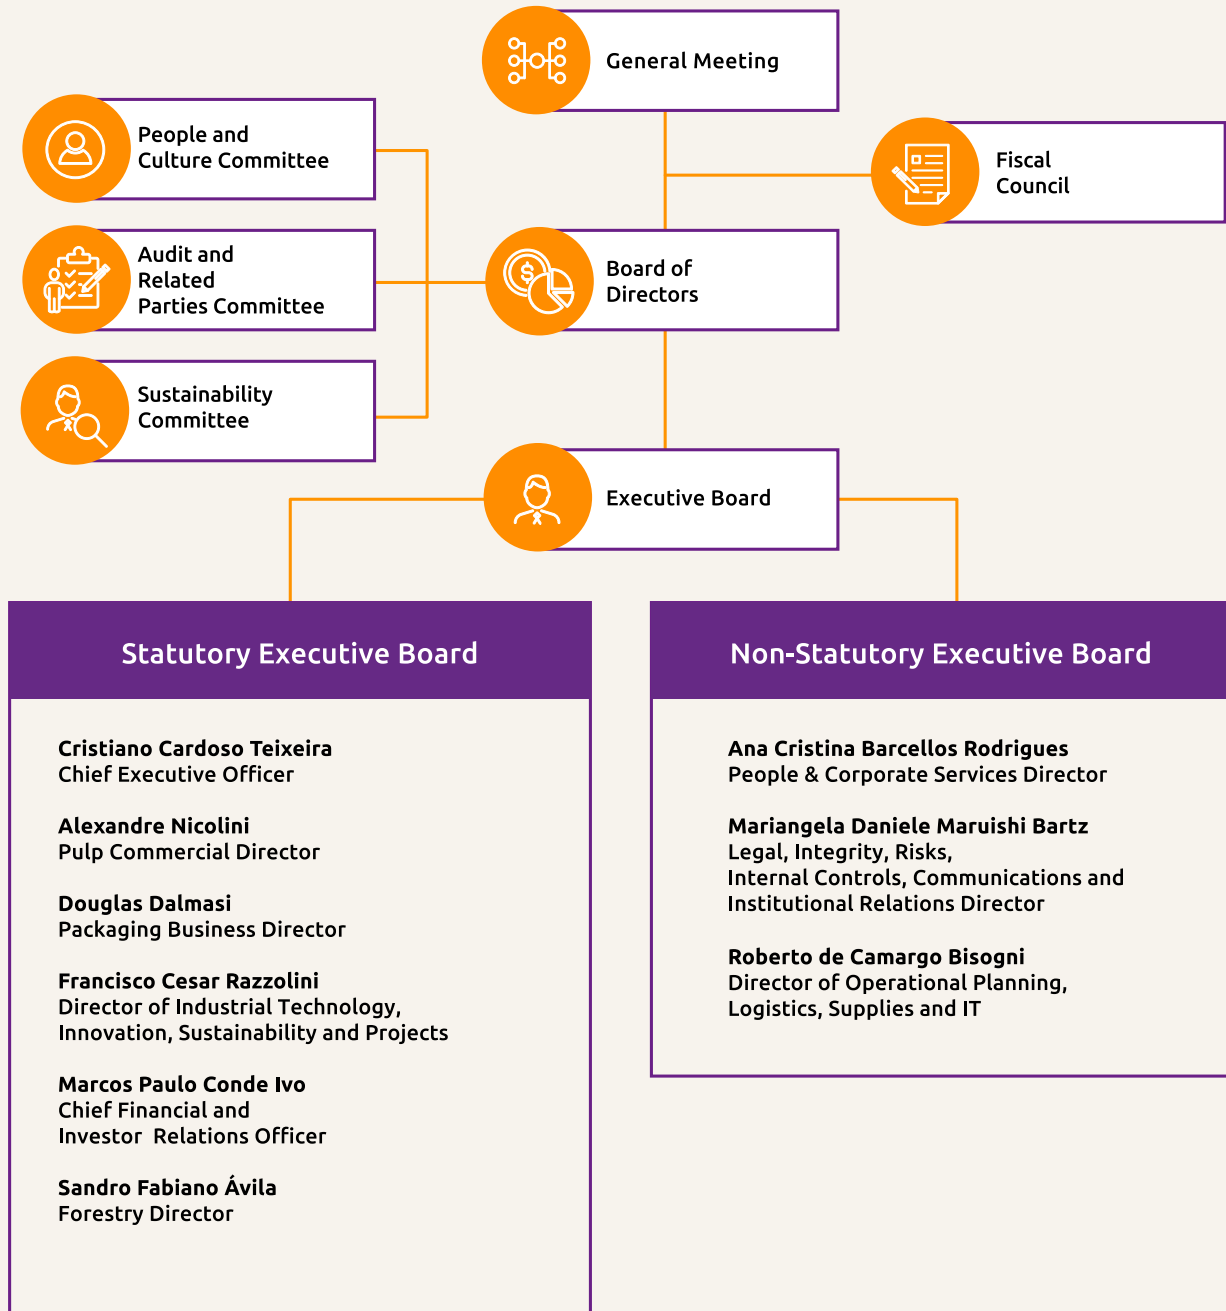 General Meeting
People and
Culture Committee
Fiscal
Council
Audit and
Related
Parties Committee
Board of
Directors
Sustainability
Committee
Executive Board
Statutory Executive Board
Cristiano Cardoso Teixeira
Chief Executive Officer
Alexandre Nicolini
Pulp Commercial Director
Douglas Dalmasi
Packaging Business Director
Francisco Cesar Razzolini
Director of Industrial Technology,
Innovation, Sustainability and Projects
Marcos Paulo Conde Ivo
Chief Financial and
Investor Relations Officer
Sandro Fabiano Ávila
Forestry Director
Non-Statutory Executive Board
Ana Cristina Barcellos Rodrigues
People & Corporate Services Director
Mariangela Daniele Maruishi Bartz
Legal, Integrity, Risks,
Internal Controls, Communications and
Institutional Relations Director
Roberto de Camargo Bisogni
Director of Operational Planning,
Logistics, Supplies and IT